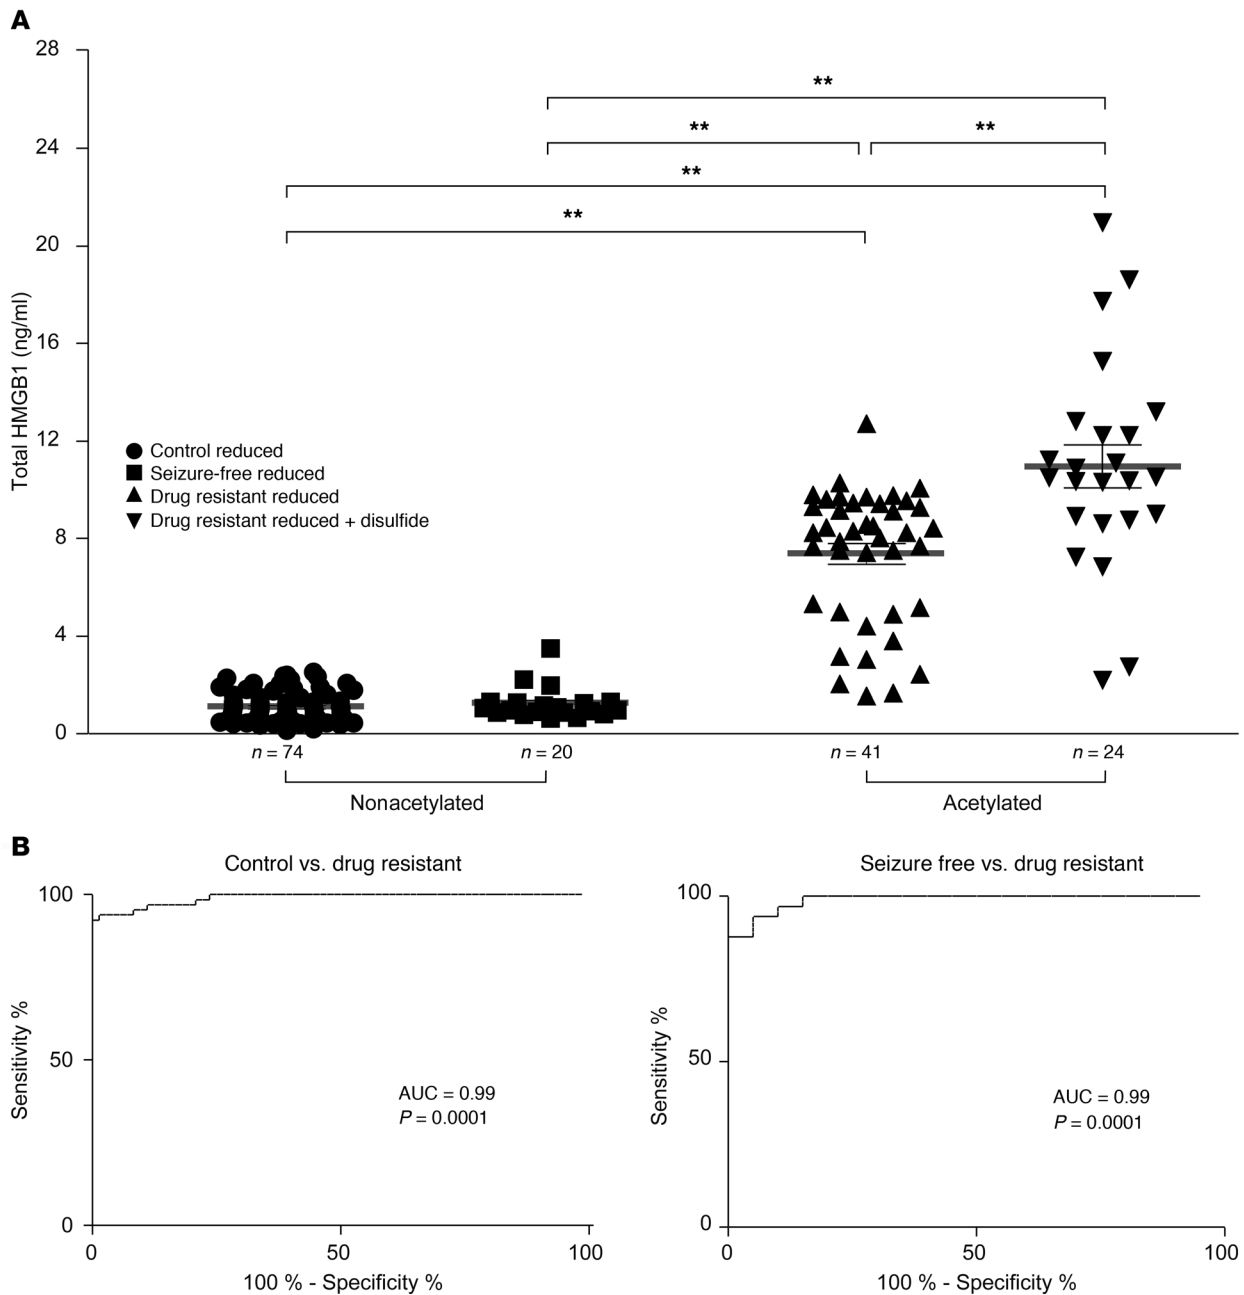 A
28
**
24
**
**
**
20
**
16
Total HMGB1 (ng/ml)
12
Control reduced
Seizure-free reduced
Drug resistant reduced
Drug resistant reduced + disulfide
8
4
0
n = 74
n = 20
n = 41
n = 24
Nonacetylated
Acetylated
B
Control vs. drug resistant
100
Sensitivity %
50
AUC = 0.99
P = 0.0001
0
0
50
100
100 % - Specificity %
Seizure free vs. drug resistant
100
Sensitivity %
50
AUC = 0.99
P = 0.0001
0
0
50
100
100 % - Specificity %